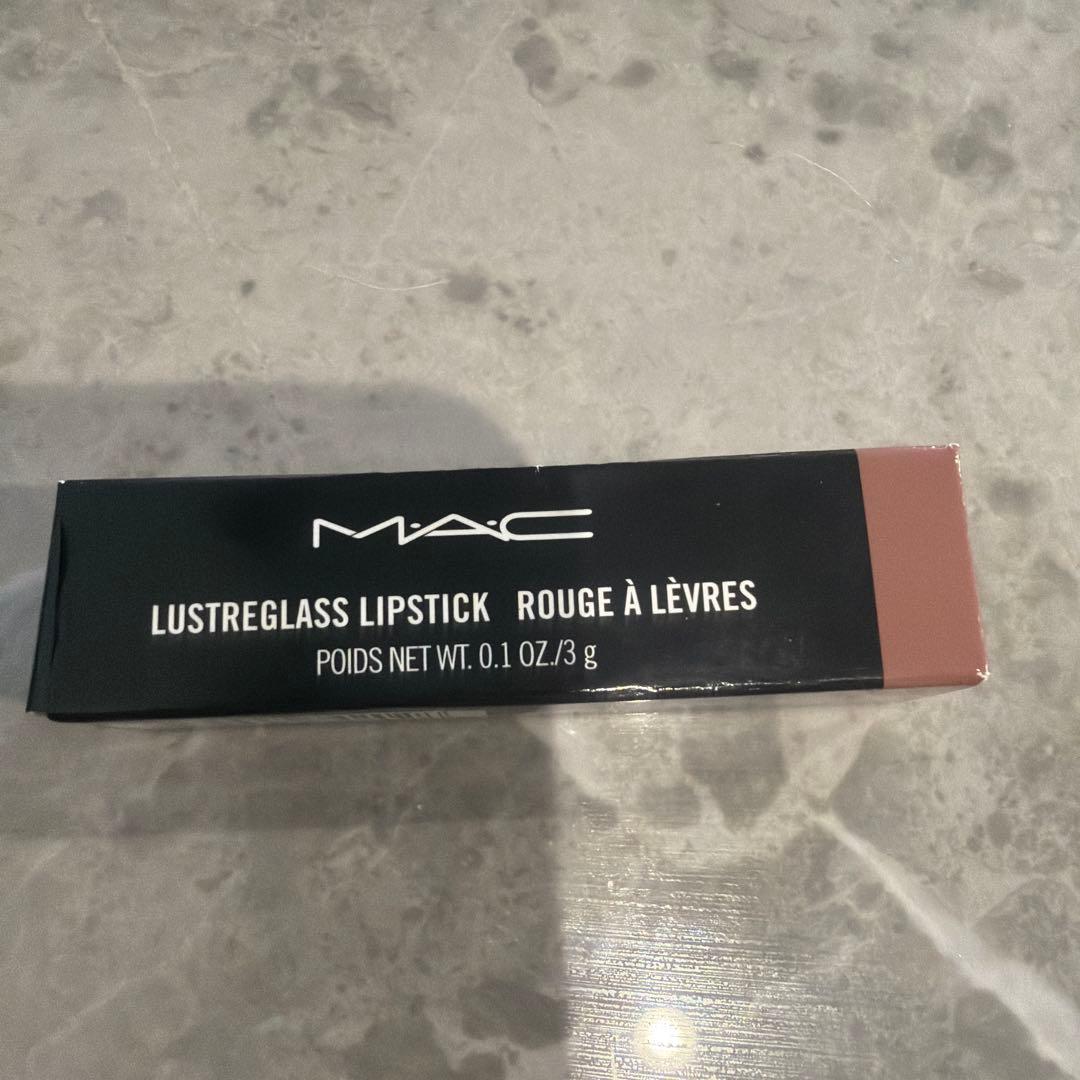 M·A·C
LUSTREGLASS LIPSTICK ROUGE À LÈVRES
POIDS NET WT. 0.1 OZ./3 g